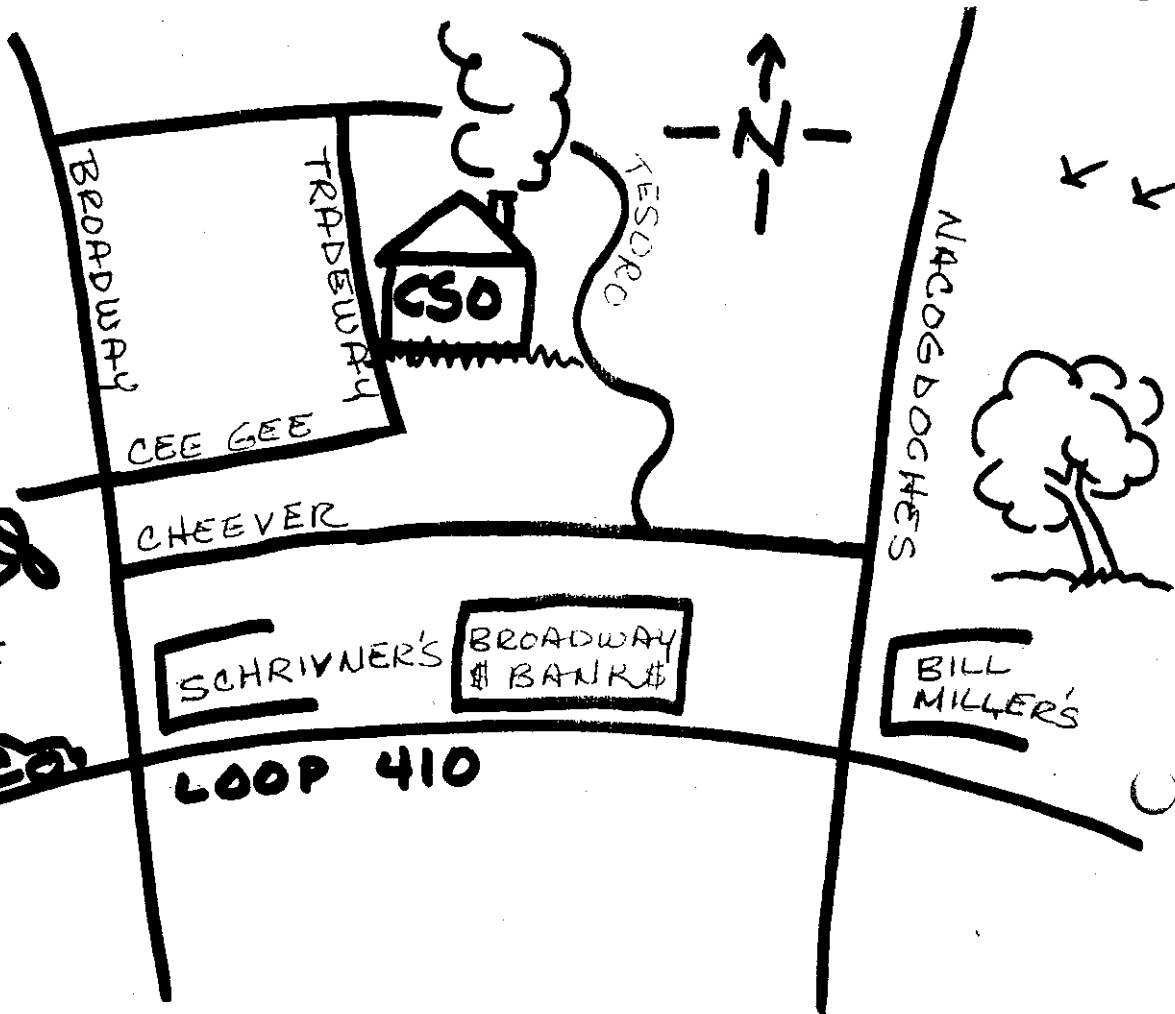 N
BROADWAY
TRADEWAY
TESORO
NACOGDOCHES
CSO
CEE GEE
CHEEVER
SCHRIVNER'S
BROADWAY
$ BANK $
BILL
MILLER'S
LOOP 410